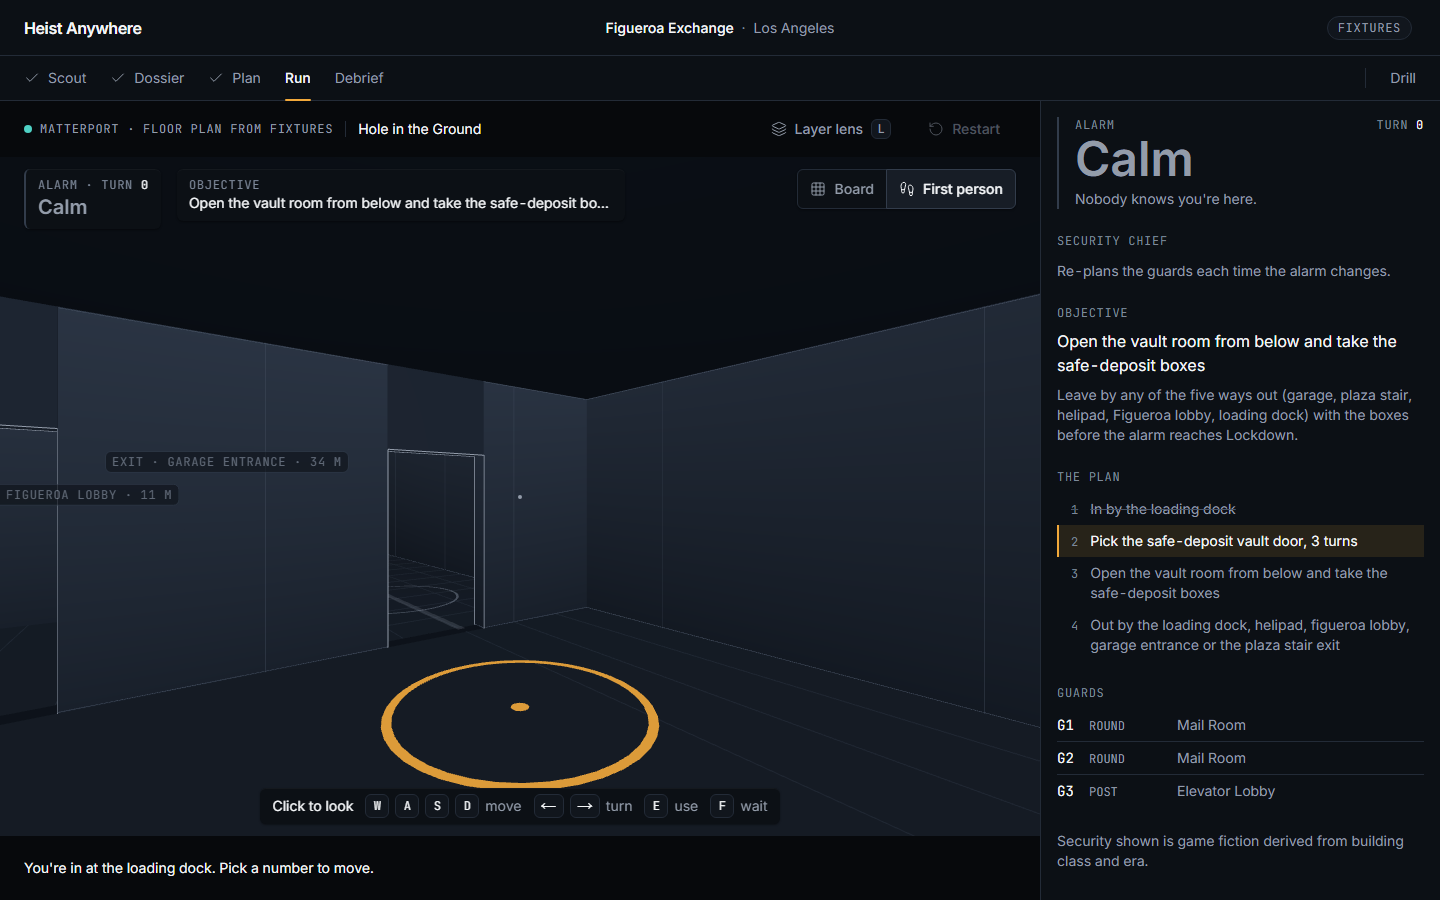 Heist Anywhere
Figueroa Exchange · Los Angeles
FIXTURES
Scout
Dossier
Plan
Run
Debrief
Drill
MATTERPORT · FLOOR PLAN FROM FIXTURES
Hole in the Ground
Layer lens L
Restart
ALARM · TURN 0
Calm
OBJECTIVE
Open the vault room from below and take the safe-deposit bo...
Board
First person
EXIT · GARAGE ENTRANCE · 34 M
FIGUEROA LOBBY · 11 M
Click to look W A S D move ← → turn E use F wait
You're in at the loading dock. Pick a number to move.
ALARM
TURN 0
Calm
Nobody knows you're here.
SECURITY CHIEF
Re-plans the guards each time the alarm changes.
OBJECTIVE
Open the vault room from below and take the
safe-deposit boxes
Leave by any of the five ways out (garage, plaza stair,
helipad, Figueroa lobby, loading dock) with the boxes
before the alarm reaches Lockdown.
THE PLAN
1 In by the loading dock
2 Pick the safe-deposit vault door, 3 turns
3 Open the vault room from below and take the
safe-deposit boxes
4 Out by the loading dock, helipad, figueroa lobby,
garage entrance or the plaza stair exit
GUARDS
G1 ROUND Mail Room
G2 ROUND Mail Room
G3 POST Elevator Lobby
Security shown is game fiction derived from building
class and era.